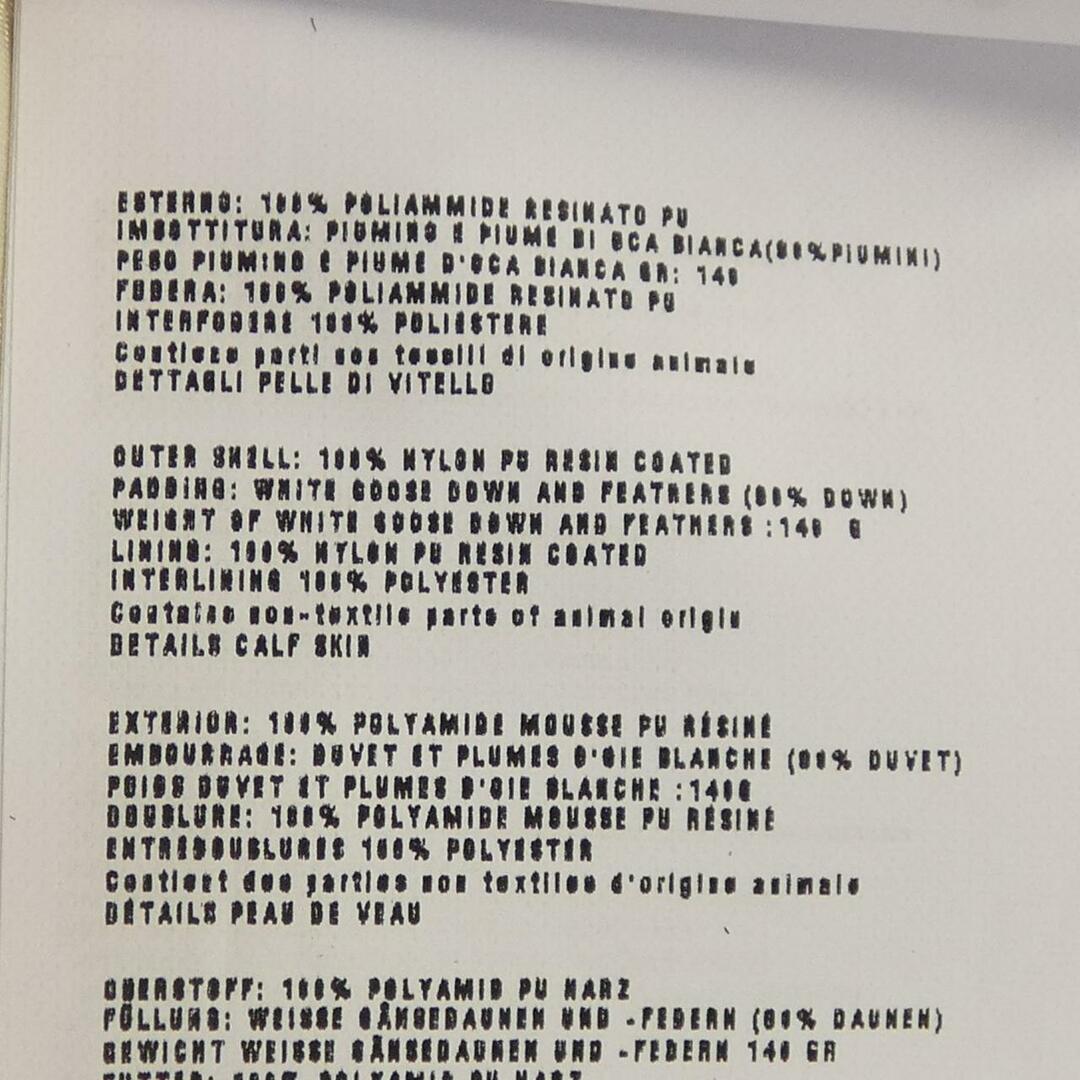 ESTERNO: 100% POLIAMMIDE RESINATO PU
IMBOTTITURA: PIUMINO E PIUME DI OCA BIANCA
PESO PIUMINO E PIUME D'OCA BIANCA GR: 140
FODERA: 100% POLIAMMIDE RESINATO PU
INTERFODERE 100% POLIESTERE
Contiene parti non tessili di origine animale
DETTAGLI PELLE DI VITELLO
OUTER SHELL: 100% NYLON PU RESIN COATED
PADDING: WHITE GOOSE DOWN AND FEATHERS DOWN)
WEIGHT OF WHITE GOOSE DOWN AND FEATHERS :140 G
LINING: 100% NYLON PU RESIN COATED
INTERLINING 100% POLYESTER
Contains non-textile parts of animal origin
DETAILS CALF SKIN
EXTERIOR: 100% POLYAMIDE MOUSSE PU RÉSINÉ
EMBOURRAGE: DUVET ET PLUMES D'OIE BLANCHE DUVET)
POIDS DUVET ET PLUMES D'OIE BLANCHE :140G
DOUBLURE: 100% POLYAMIDE MOUSSE PU RÉSINÉ
ENTREDOUBLURES 100% POLYESTER
Contient des parties non textiles d'origine animale
DÉTAILS PEAU DE VEAU
OBERSTOFF: 100% POLYAMID PU HARZ
FÜLLUNG: WEISSE GÄNSEDAUNEN UND -FEDERN DAUNEN)
GEWICHT WEISSE GÄNSEDAUNEN UND -FEDERN 140 GR
FUTTER: 100% POLYAMID PU HARZ